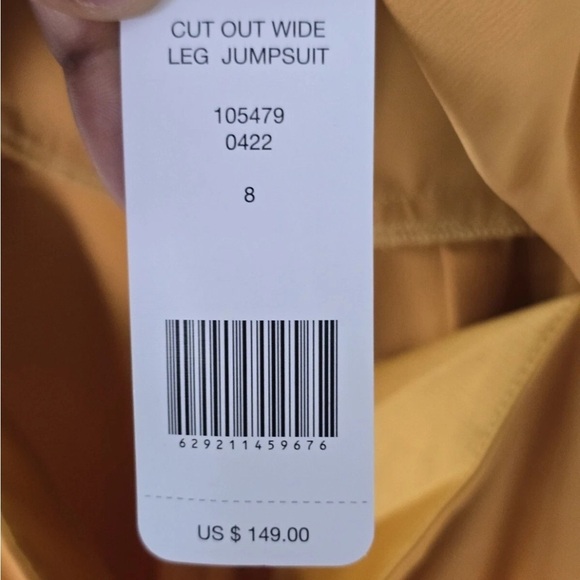 CUT OUT WIDE
LEG JUMPSUIT
105479
0422
8
629211459676
US $ 149.00